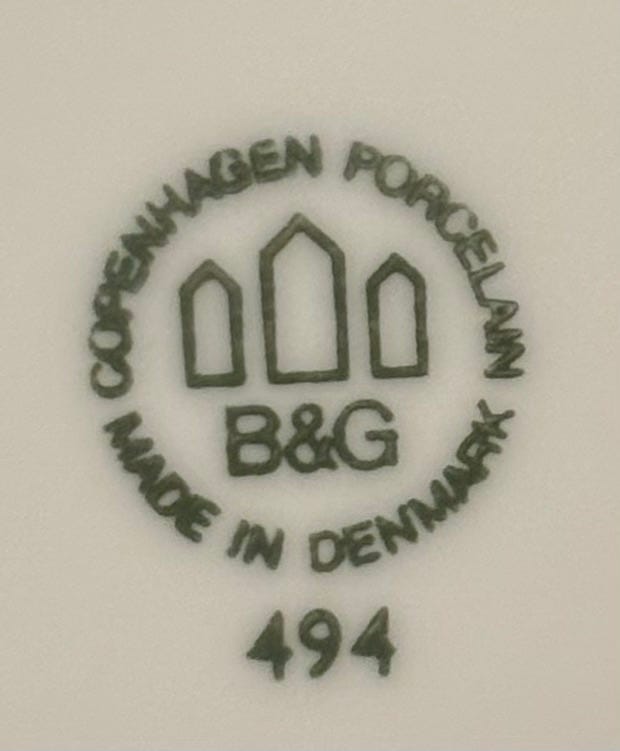 COPENHAGEN PORCELAIN
B&G
MADE IN DENMARK
494